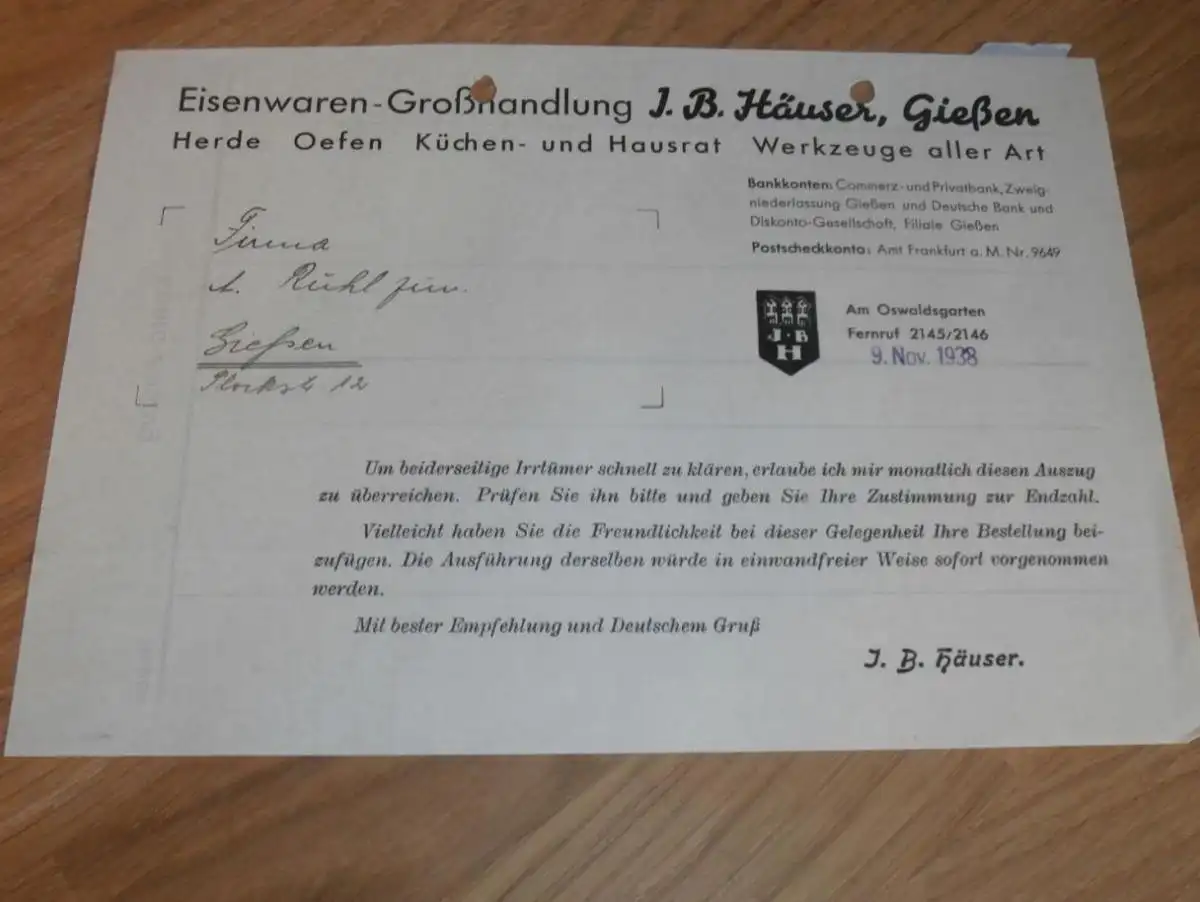 Eisenwaren-Großhandlung J. B. Häuser, Gießen
Herde Oefen Küchen- und Hausrat Werkzeuge aller Art
Bankkonten: Commerz- und Privatbank, Zweig-
niederlassung Gießen und Deutsche Bank und
Diskonto-Gesellschaft, Filiale Gießen
Postscheckkonto: Amt Frankfurt a. M. Nr. 9649
Firma
A. Rühl jun.
Gießen
Plockstr 12
J · B
H
Am Oswaldsgarten
Fernruf 2145/2146
9. Nov. 1938
Um beiderseitige Irrtümer schnell zu klären, erlaube ich mir monatlich diesen Auszug
zu überreichen. Prüfen Sie ihn bitte und geben Sie Ihre Zustimmung zur Endzahl.
Vielleicht haben Sie die Freundlichkeit bei dieser Gelegenheit Ihre Bestellung bei-
zufügen. Die Ausführung derselben würde in einwandfreier Weise sofort vorgenommen
werden.
Mit bester Empfehlung und Deutschem Gruß
J. B. Häuser.